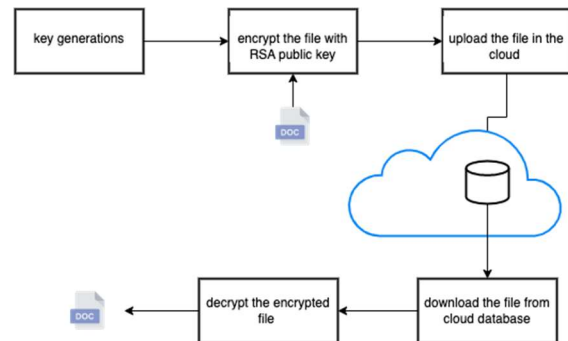 key generations
encrypt the file with
RSA public key
upload the file in the
cloud
DOC
download the file from
cloud database
decrypt the encrypted
file
DOC